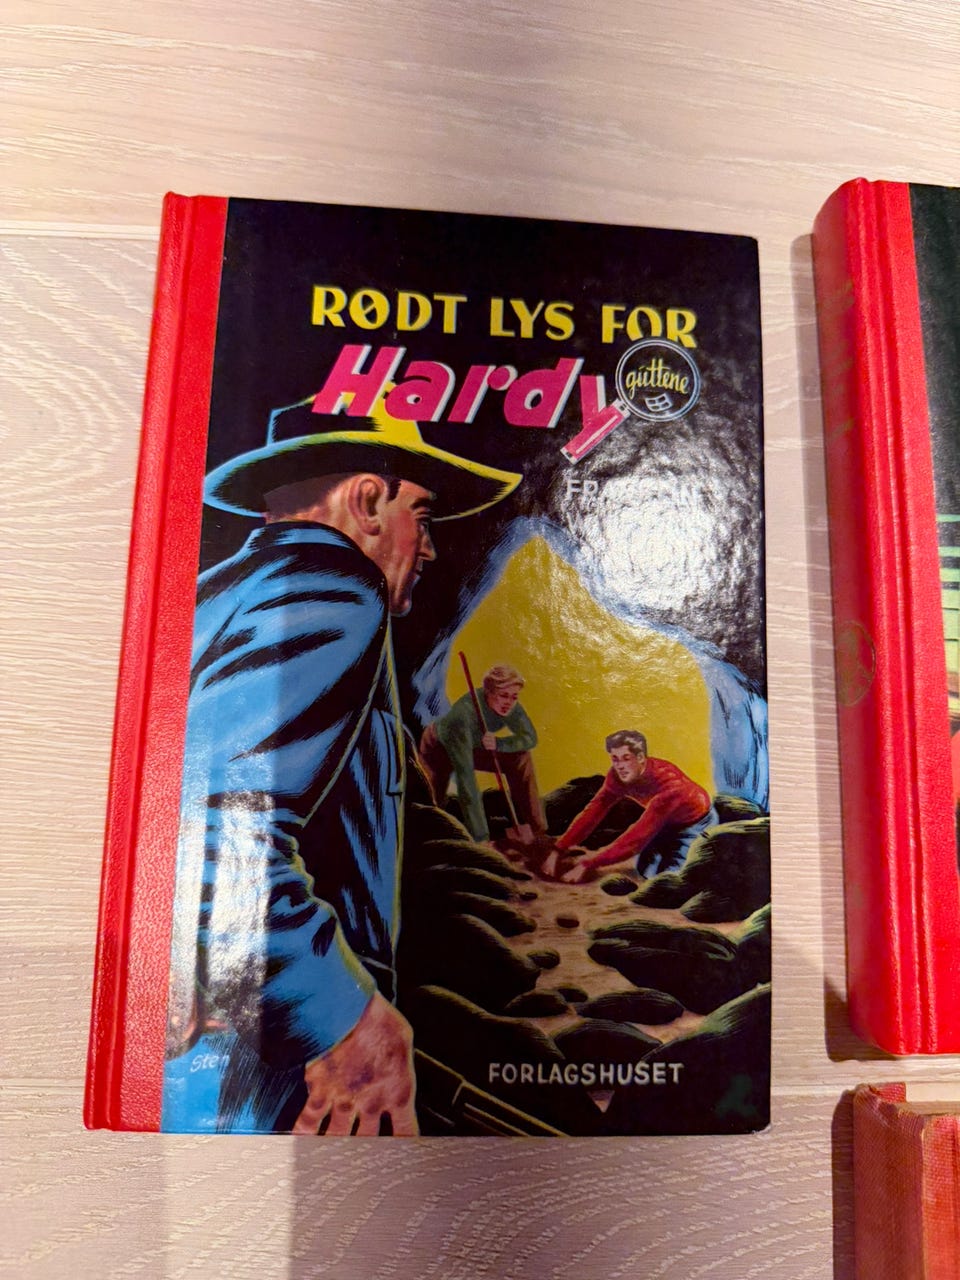 RØDT LYS FOR
Hardy
guttene
FORLAGSHUSET